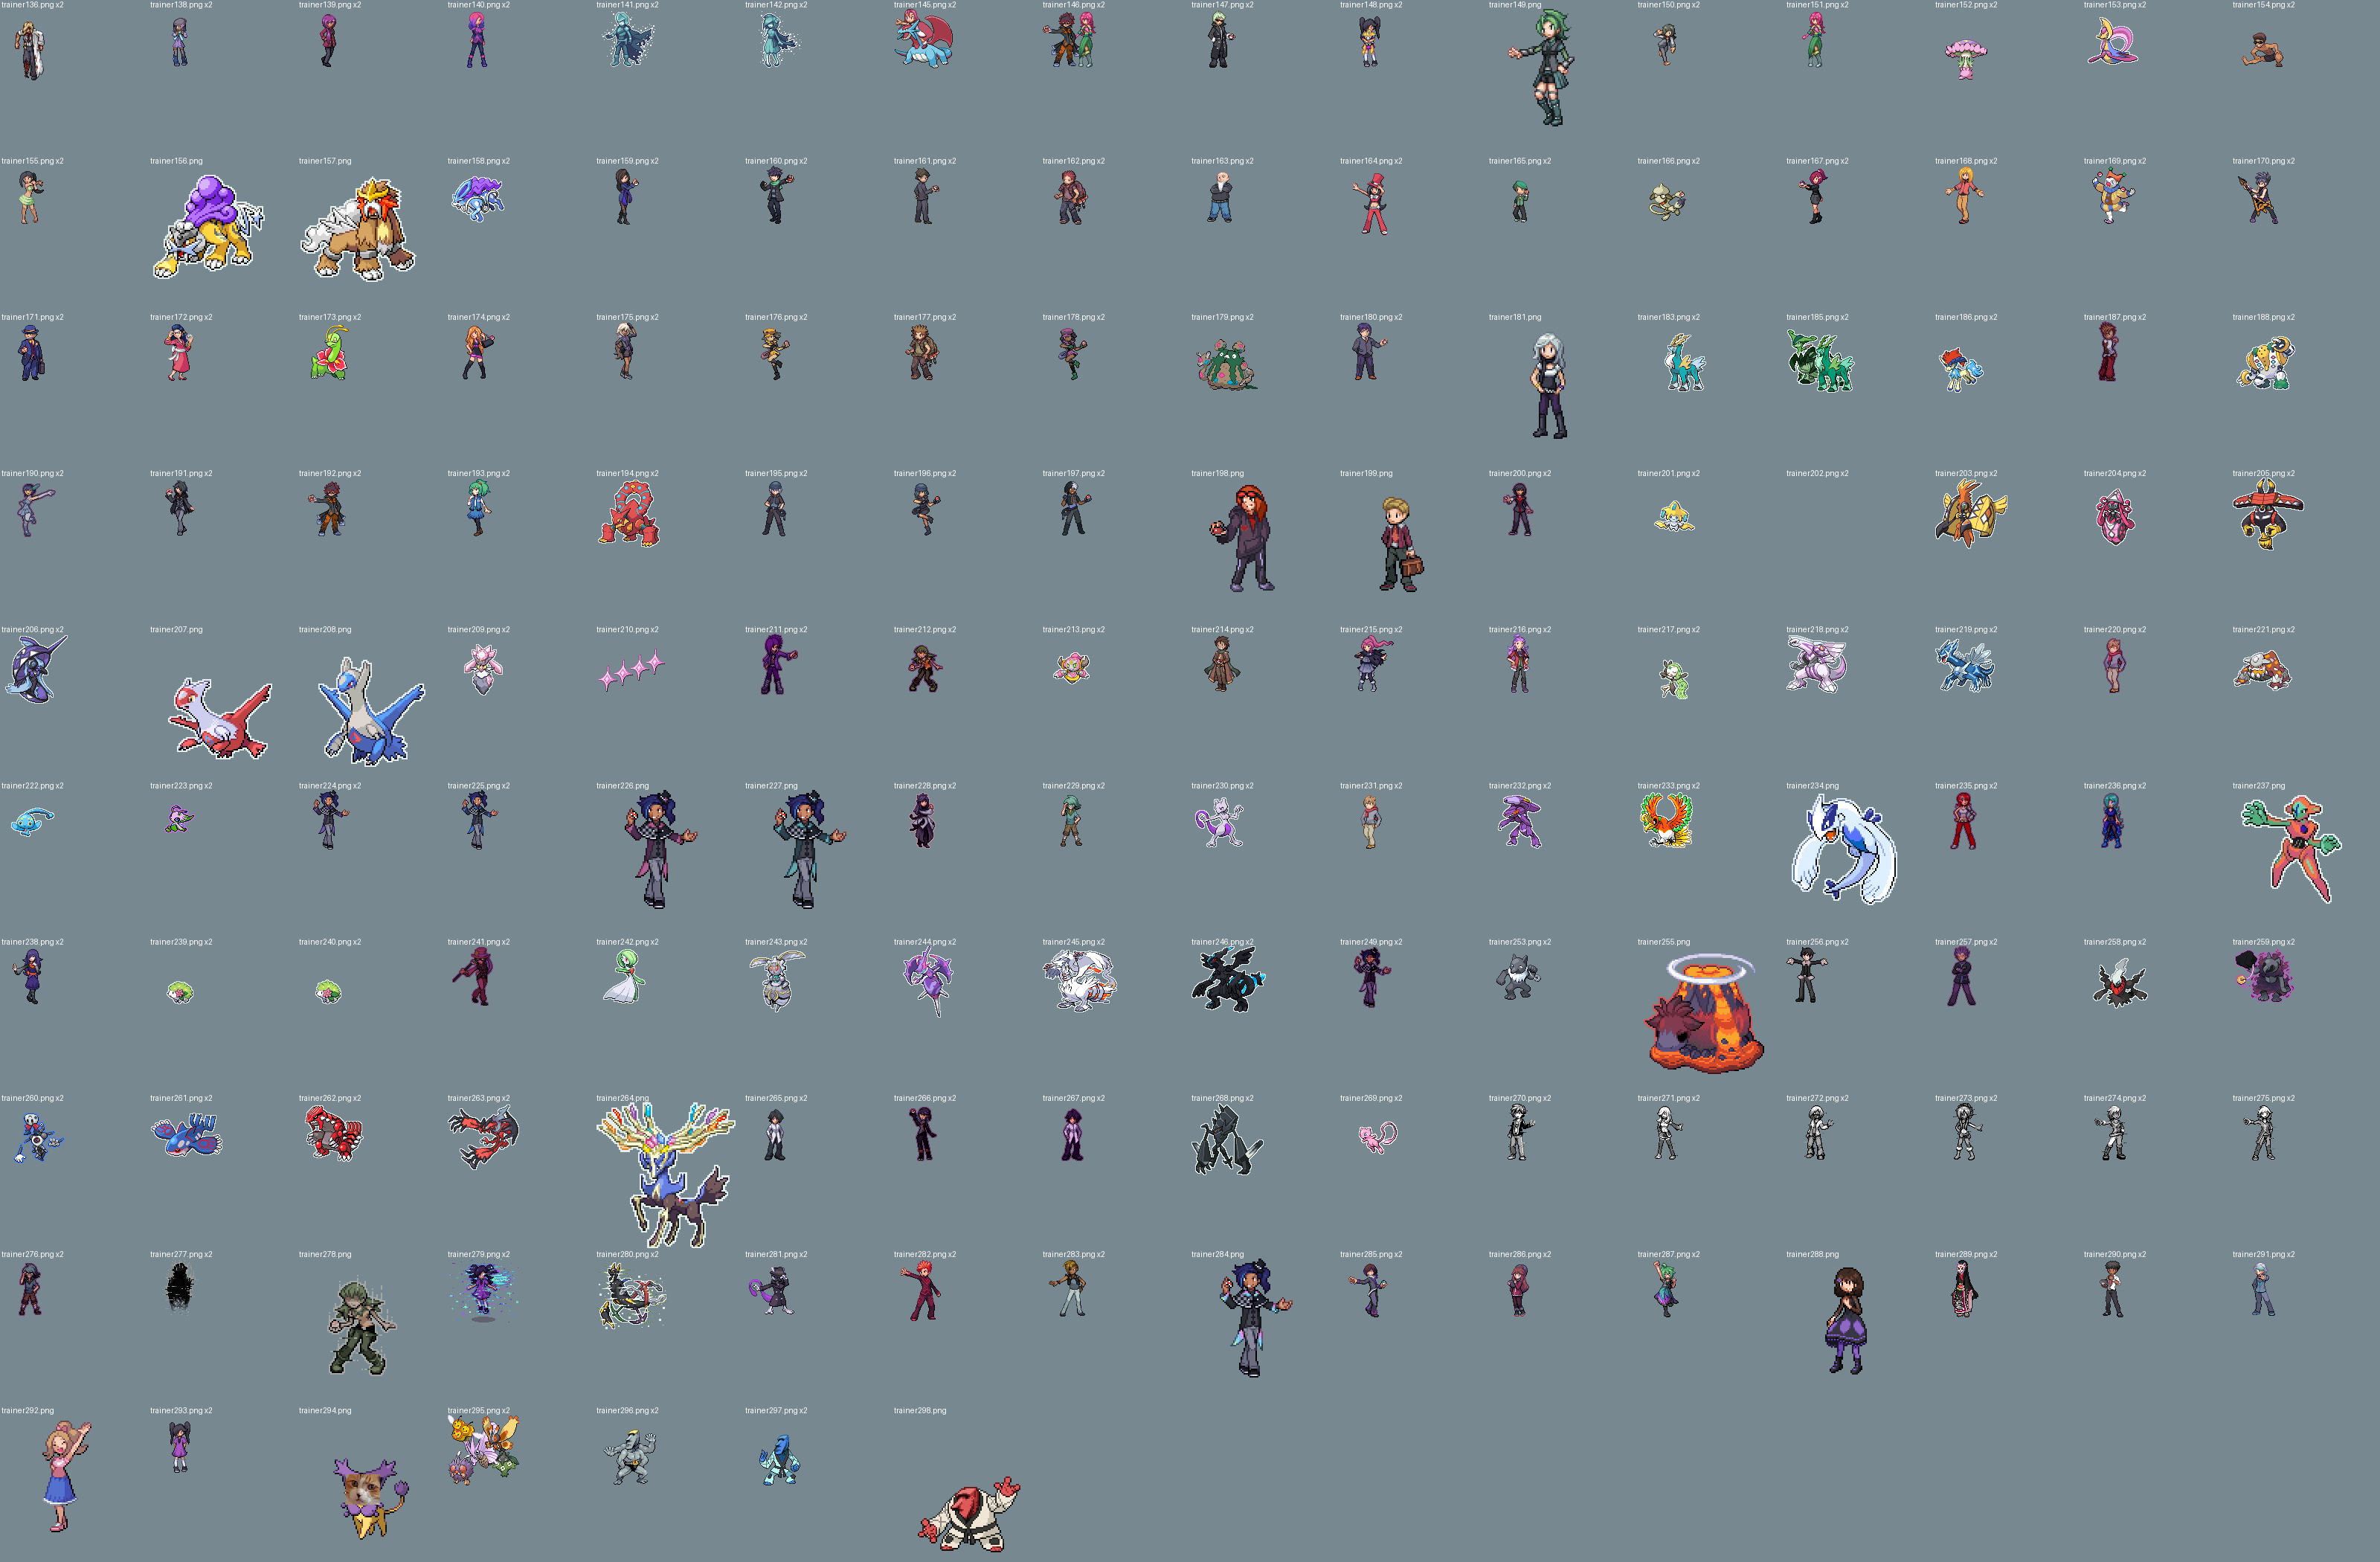 trainer136.png x2 trainer138.png x2 trainer139.png x2 trainer140.png x2 trainer141.png x2 trainer142.png x2 trainer145.png x2 trainer146.png x2 trainer147.png x2 trainer148.png x2 trainer149.png trainer150.png x2 trainer151.png x2 trainer152.png x2 trainer153.png x2 trainer154.png x2
trainer155.png x2 trainer156.png trainer157.png trainer158.png x2 trainer159.png x2 trainer160.png x2 trainer161.png x2 trainer162.png x2 trainer163.png x2 trainer164.png x2 trainer165.png x2 trainer166.png x2 trainer167.png x2 trainer168.png x2 trainer169.png x2 trainer170.png x2
trainer171.png x2 trainer172.png x2 trainer173.png x2 trainer174.png x2 trainer175.png x2 trainer176.png x2 trainer177.png x2 trainer178.png x2 trainer179.png x2 trainer180.png x2 trainer181.png trainer183.png x2 trainer185.png x2 trainer186.png x2 trainer187.png x2 trainer188.png x2
trainer190.png x2 trainer191.png x2 trainer192.png x2 trainer193.png x2 trainer194.png x2 trainer195.png x2 trainer196.png x2 trainer197.png x2 trainer198.png trainer199.png trainer200.png x2 trainer201.png x2 trainer202.png x2 trainer203.png x2 trainer204.png x2 trainer205.png x2
trainer206.png x2 trainer207.png trainer208.png trainer209.png x2 trainer210.png x2 trainer211.png x2 trainer212.png x2 trainer213.png x2 trainer214.png x2 trainer215.png x2 trainer216.png x2 trainer217.png x2 trainer218.png x2 trainer219.png x2 trainer220.png x2 trainer221.png x2
trainer222.png x2 trainer223.png x2 trainer224.png x2 trainer225.png x2 trainer226.png trainer227.png trainer228.png x2 trainer229.png x2 trainer230.png x2 trainer231.png x2 trainer232.png x2 trainer233.png x2 trainer234.png trainer235.png x2 trainer236.png x2 trainer237.png
trainer238.png x2 trainer239.png x2 trainer240.png x2 trainer241.png x2 trainer242.png x2 trainer243.png x2 trainer244.png x2 trainer245.png x2 trainer246.png x2 trainer249.png x2 trainer253.png x2 trainer255.png trainer256.png x2 trainer257.png x2 trainer258.png x2 trainer259.png x2
trainer260.png x2 trainer261.png x2 trainer262.png x2 trainer263.png x2 trainer264.png trainer265.png x2 trainer266.png x2 trainer267.png x2 trainer268.png x2 trainer269.png x2 trainer270.png x2 trainer271.png x2 trainer272.png x2 trainer273.png x2 trainer274.png x2 trainer275.png x2
trainer276.png x2 trainer277.png x2 trainer278.png trainer279.png x2 trainer280.png x2 trainer281.png x2 trainer282.png x2 trainer283.png x2 trainer284.png trainer285.png x2 trainer286.png x2 trainer287.png x2 trainer288.png trainer289.png x2 trainer290.png x2 trainer291.png x2
trainer292.png trainer293.png x2 trainer294.png trainer295.png x2 trainer296.png x2 trainer297.png x2 trainer298.png